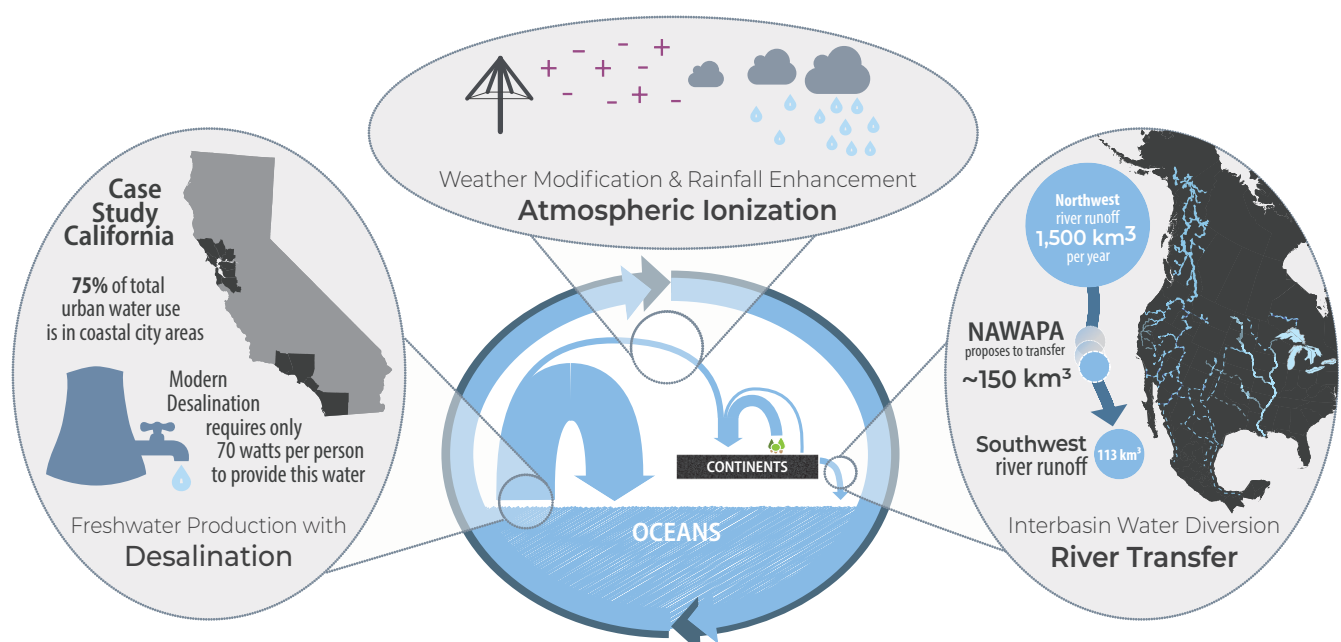 Weather Modification & Rainfall Enhancement
Atmospheric Ionization
Case
Study
California
75% of total
urban water use
is in coastal city areas
Modern
Desalination
requires only
70 watts per person
to provide this water
Freshwater Production with
Desalination
CONTINENTS
OCEANS
Northwest
river runoff
1,500 km³
per year
NAWAPA
proposes to transfer
~150 km³
Southwest
river runoff
113 km³
Interbasin Water Diversion
River Transfer